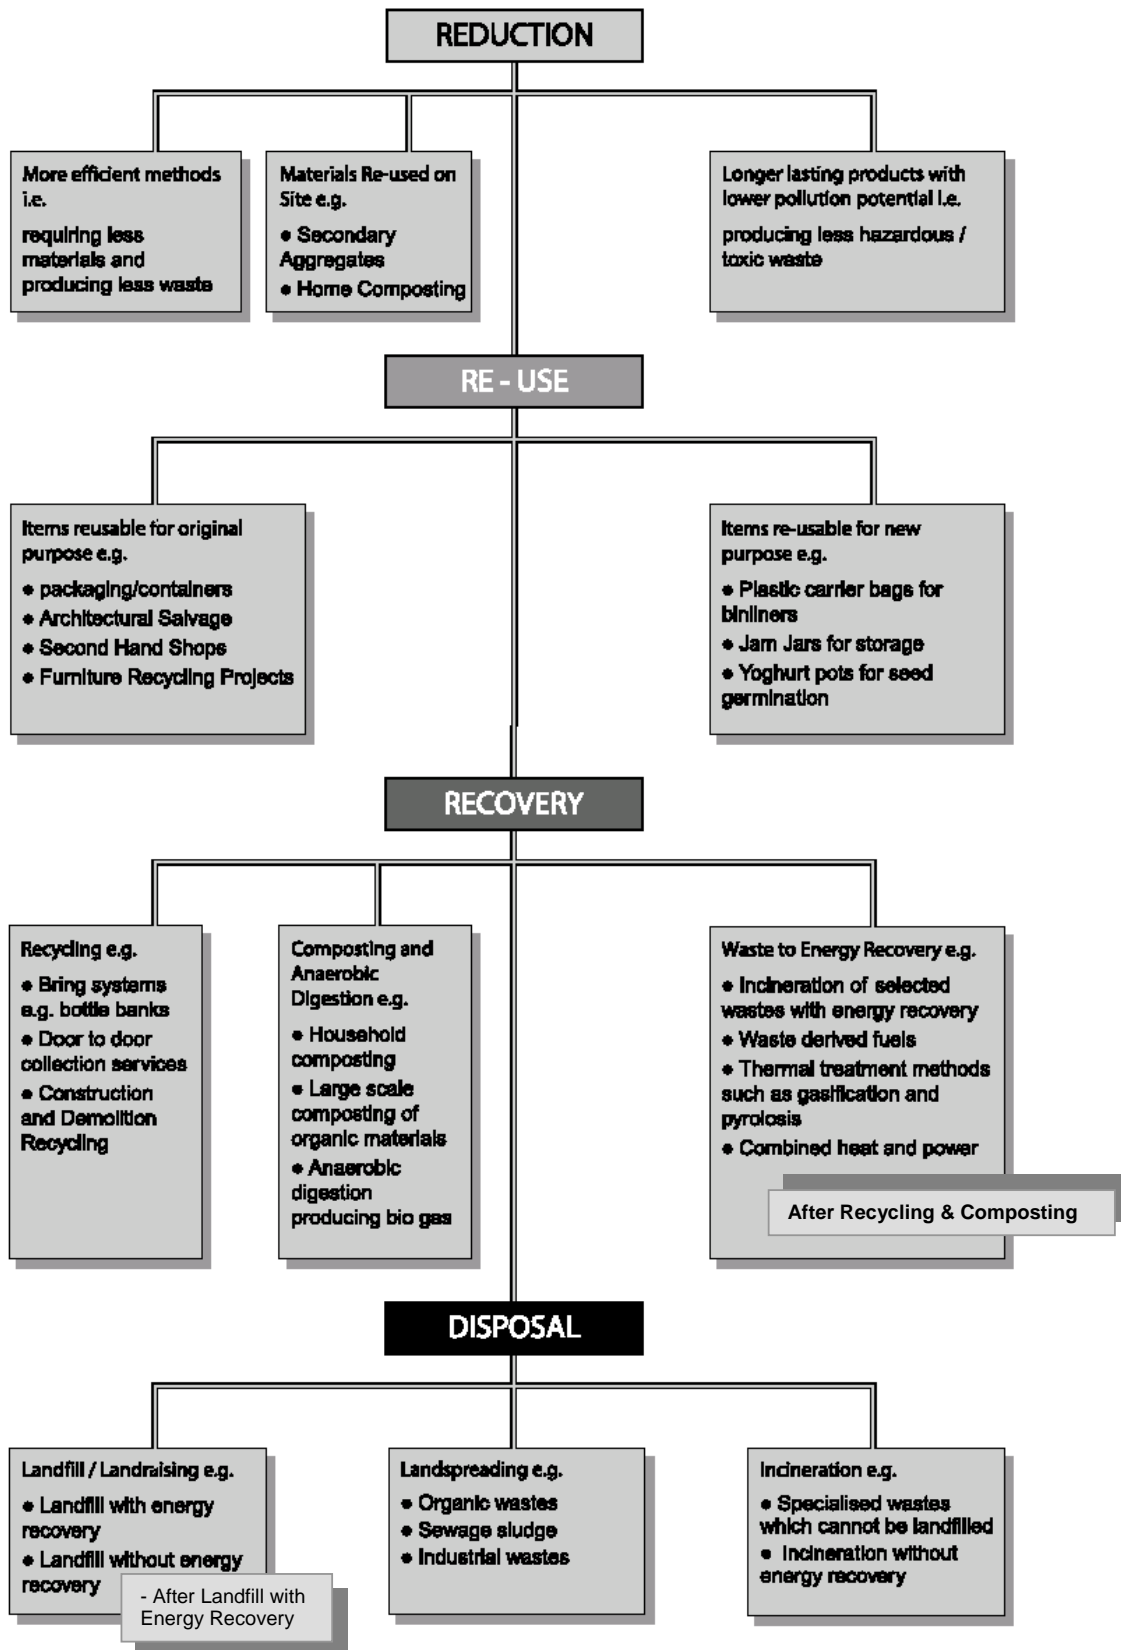 REDUCTION
More efficient methods
i.e.
requiring less
materials and
producing less waste
Materials Re-used on
Site e.g.
● Secondary
Aggregates
● Home Composting
Longer lasting products with
lower pollution potential i.e.
producing less hazardous /
toxic waste
RE - USE
Items reusable for original
purpose e.g.
● packaging/containers
● Architectural Salvage
● Second Hand Shops
● Furniture Recycling Projects
Items re-usable for new
purpose e.g.
● Plastic carrier bags for
binliners
● Jam Jars for storage
● Yoghurt pots for seed
germination
RECOVERY
Recycling e.g.
● Bring systems
e.g. bottle banks
● Door to door
collection services
● Construction
and Demolition
Recycling
Composting and
Anaerobic
Digestion e.g.
● Household
composting
● Large scale
composting of
organic materials
● Anaerobic
digestion
producing bio gas
Waste to Energy Recovery e.g.
● Incineration of selected
wastes with energy recovery
● Waste derived fuels
● Thermal treatment methods
such as gasification and
pyrolosis
● Combined heat and power
After Recycling & Composting
DISPOSAL
Landfill / Landraising e.g.
● Landfill with energy
recovery
● Landfill without energy
recovery
- After Landfill with
Energy Recovery
Landspreading e.g.
● Organic wastes
● Sewage sludge
● Industrial wastes
Incineration e.g.
● Specialised wastes
which cannot be landfilled
● Incineration without
energy recovery